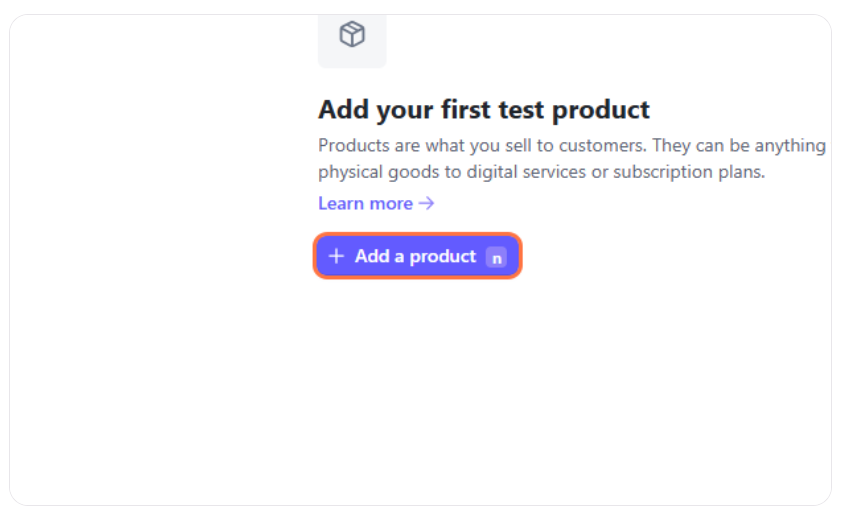 Add your first test product
Products are what you sell to customers. They can be anything
physical goods to digital services or subscription plans.
Learn more →
+ Add a product n